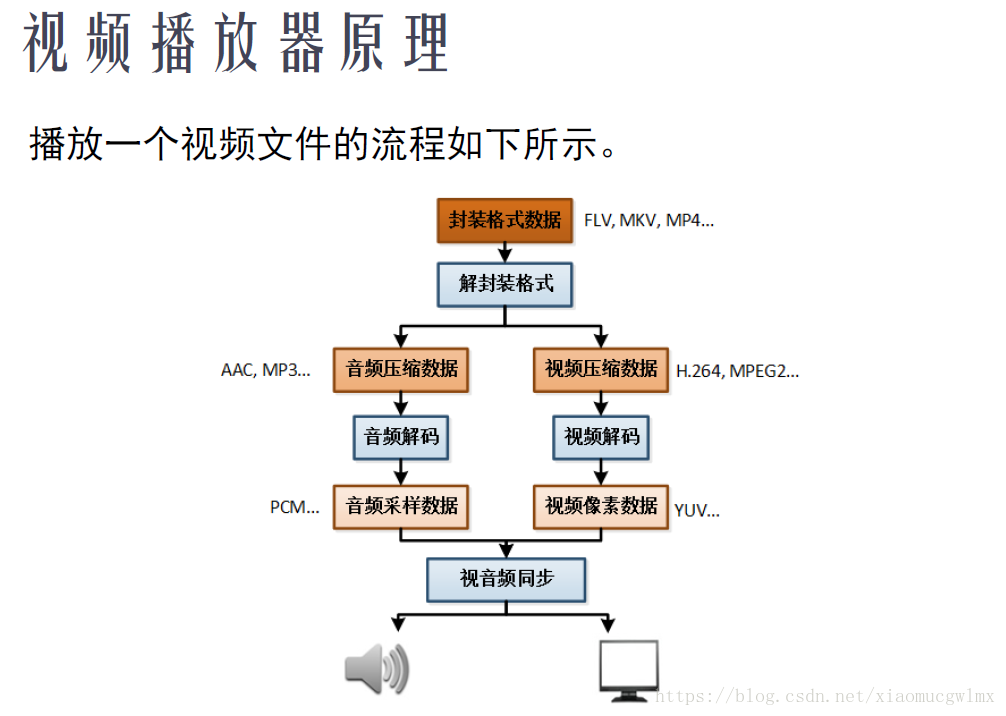 视频播放器原理
播放一个视频文件的流程如下所示。
封装格式数据 FLV, MKV, MP4...
解封装格式
AAC, MP3... 音频压缩数据 视频压缩数据 H.264, MPEG2...
音频解码 视频解码
PCM... 音频采样数据 视频像素数据 YUV...
视音频同步
https://blog.csdn.net/xiaomucgwlmx